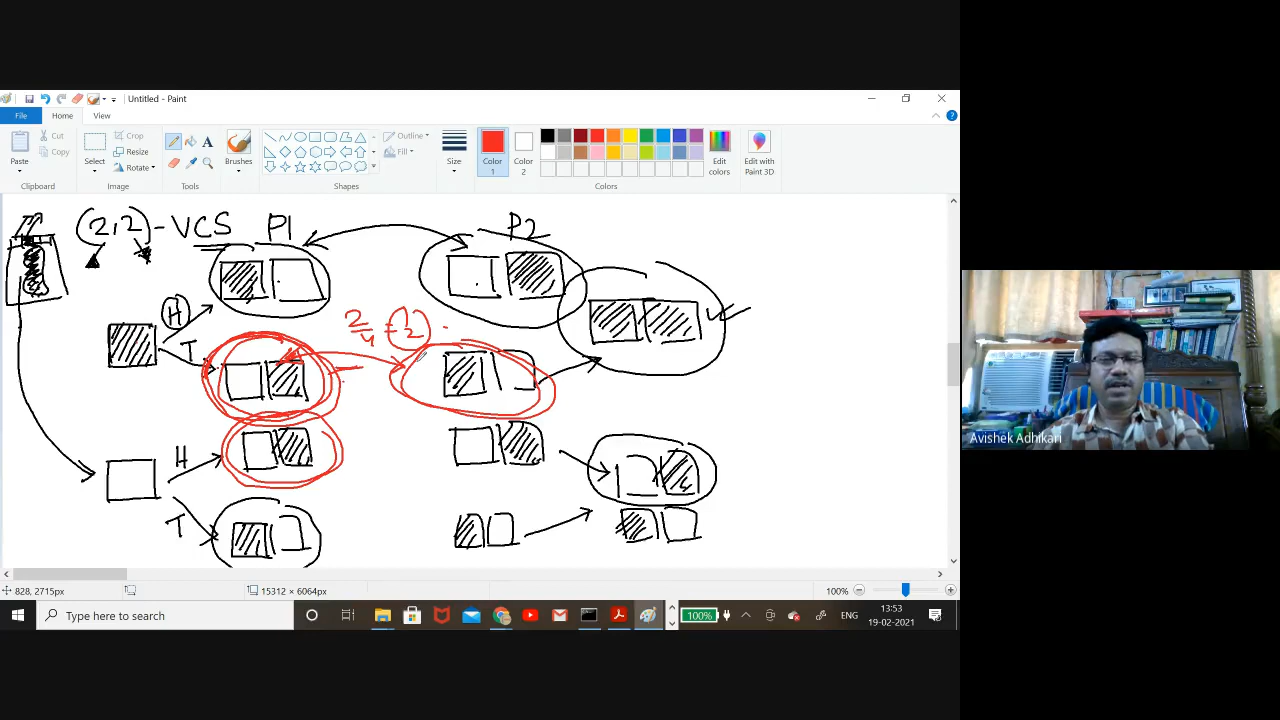 Untitled - Paint
File
Home
View
Paste
Cut
Copy
Clipboard
Select
Crop
Resize
Rotate
Image
Tools
Brushes
Shapes
Outline
Fill
Size
Color 1
Color 2
Colors
Edit colors
Edit with Paint 3D
(2,2)-VCS P1 P2
H
T
2/4 = 1/2
H
T
Avishek Adhikari
828, 2715px
15312 × 6064px
100%
Type here to search
100%
ENG
13:53
19-02-2021